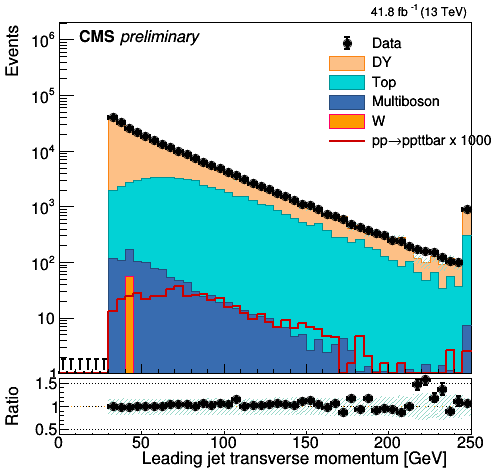 41.8 fb⁻¹ (13 TeV)
CMS preliminary
Events
Data
DY
Top
Multiboson
W
pp→ppttbar x 1000
10⁶
10⁵
10⁴
10³
10²
10
1
Ratio
1.5
1
0.5
0 50 100 150 200 250
Leading jet transverse momentum [GeV]